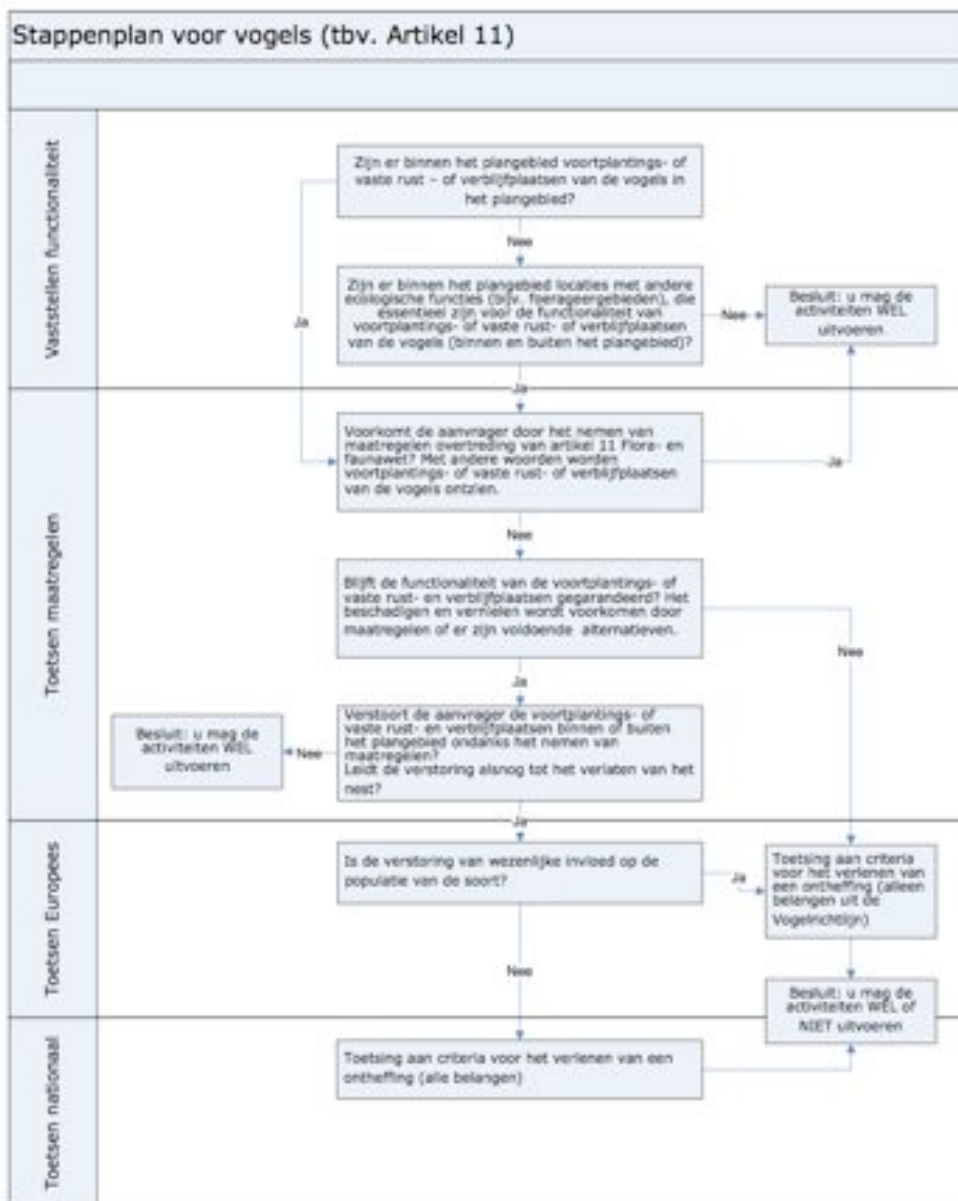 Stappenplan voor vogels (tbv. Artikel 11)
Vaststellen functionaliteit
Zijn er binnen het plangebied voortplantings- of
vaste rust – of verblijfplaatsen van de vogels in
het plangebied?
Nee
Ja
Zijn er binnen het plangebied locaties met andere
ecologische functies (bijv. foerageergebieden), die
essentieel zijn voor de functionaliteit van
voortplantings- of vaste rust- of verblijfplaatsen
van de vogels (binnen en buiten het plangebied)?
Nee
Besluit: u mag de
activiteiten WEL
uitvoeren
Ja
Toetsen maatregelen
Voorkomt de aanvrager door het nemen van
maatregelen overtreding van artikel 11 Flora- en
faunawet? Met andere woorden worden
voortplantings- of vaste rust- of verblijfplaatsen
van de vogels ontzien.
Ja
Nee
Blijft de functionaliteit van de voortplantings- of
vaste rust- en verblijfplaatsen gegarandeerd? Het
beschadigen en vernielen wordt voorkomen door
maatregelen of er zijn voldoende alternatieven.
Nee
Ja
Verstoort de aanvrager de voortplantings- of
vaste rust- en verblijfplaatsen binnen of buiten
het plangebied ondanks het nemen van
maatregelen?
Leidt de verstoring alsnog tot het verlaten van het
nest?
Nee
Besluit: u mag de
activiteiten WEL
uitvoeren
Ja
Toetsen Europees
Is de verstoring van wezenlijke invloed op de
populatie van de soort?
Ja
Toetsing aan criteria
voor het verlenen van
een ontheffing (alleen
belangen uit de
Vogelrichtlijn)
Nee
Besluit: u mag de
activiteiten WEL of
NIET uitvoeren
Toetsen nationaal
Toetsing aan criteria voor het verlenen van een
ontheffing (alle belangen)